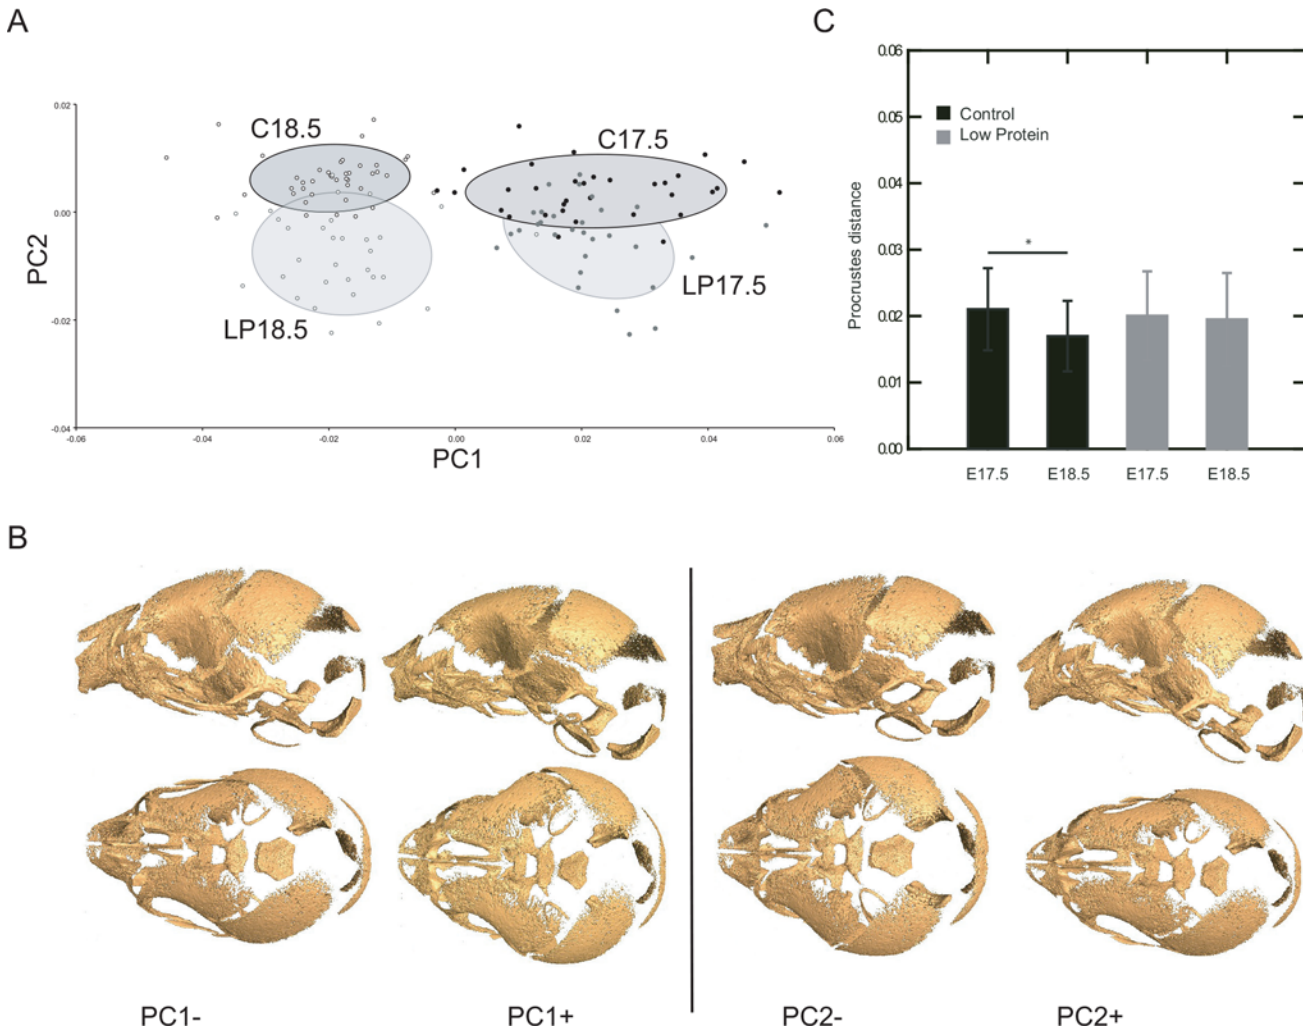 A
0.02
C18.5
C17.5
0.00
PC2
LP17.5
LP18.5
-0.02
-0.04
-0.06
-0.04
-0.02
0.00
0.02
0.04
0.06
PC1
C
0.06
Control
Low Protein
0.05
0.04
0.03
*
0.02
0.01
0.00
Procrustes distance
E17.5
E18.5
E17.5
E18.5
B
PC1-
PC1+
PC2-
PC2+